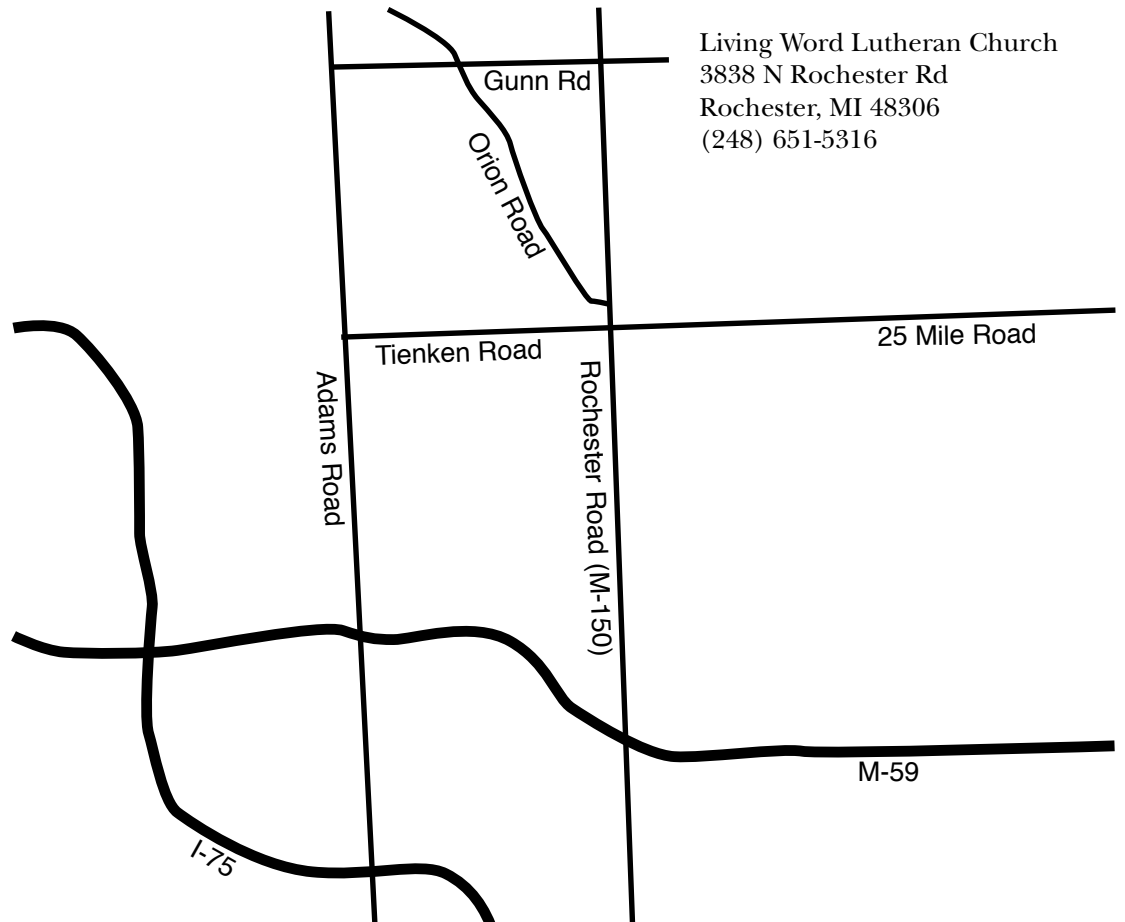 Living Word Lutheran Church
3838 N Rochester Rd
Rochester, MI 48306
(248) 651-5316
Gunn Rd
Orion Road
25 Mile Road
Tienken Road
Adams Road
Rochester Road (M-150)
M-59
I-75